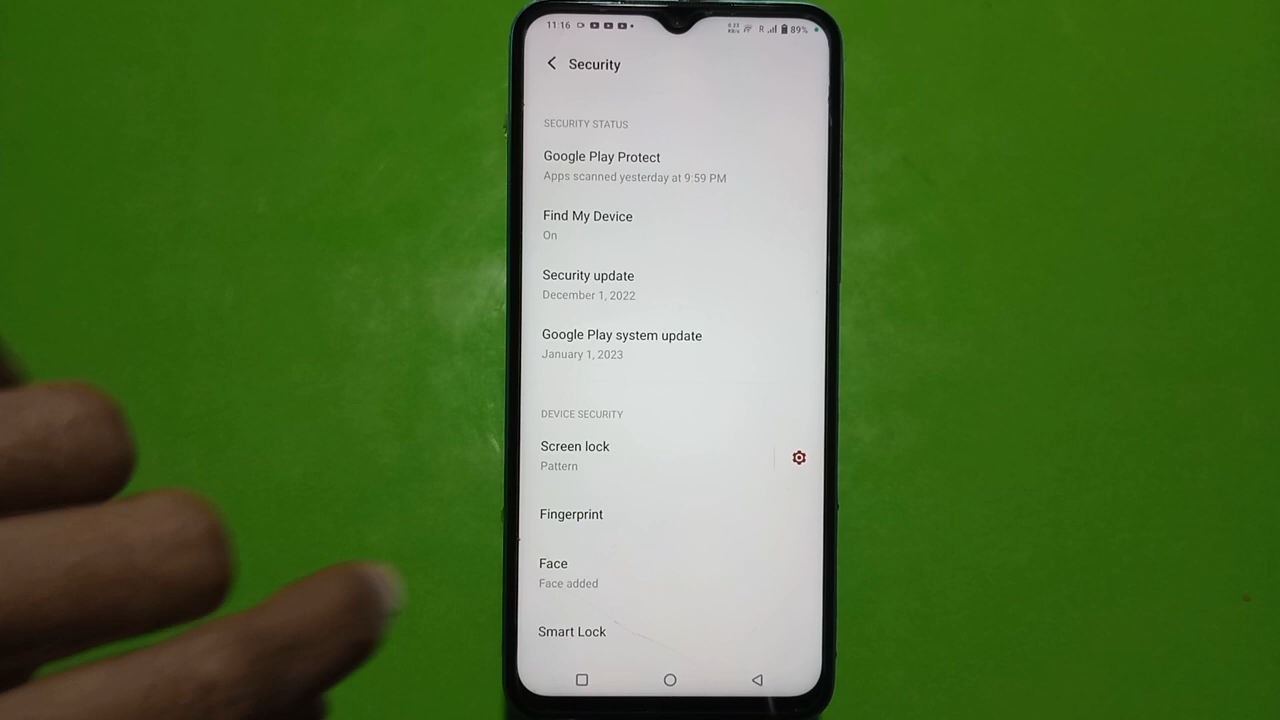 11:16 R 89%
Security
SECURITY STATUS
Google Play Protect
Apps scanned yesterday at 9:59 PM
Find My Device
On
Security update
December 1, 2022
Google Play system update
January 1, 2023
DEVICE SECURITY
Screen lock
Pattern
Fingerprint
Face
Face added
Smart Lock